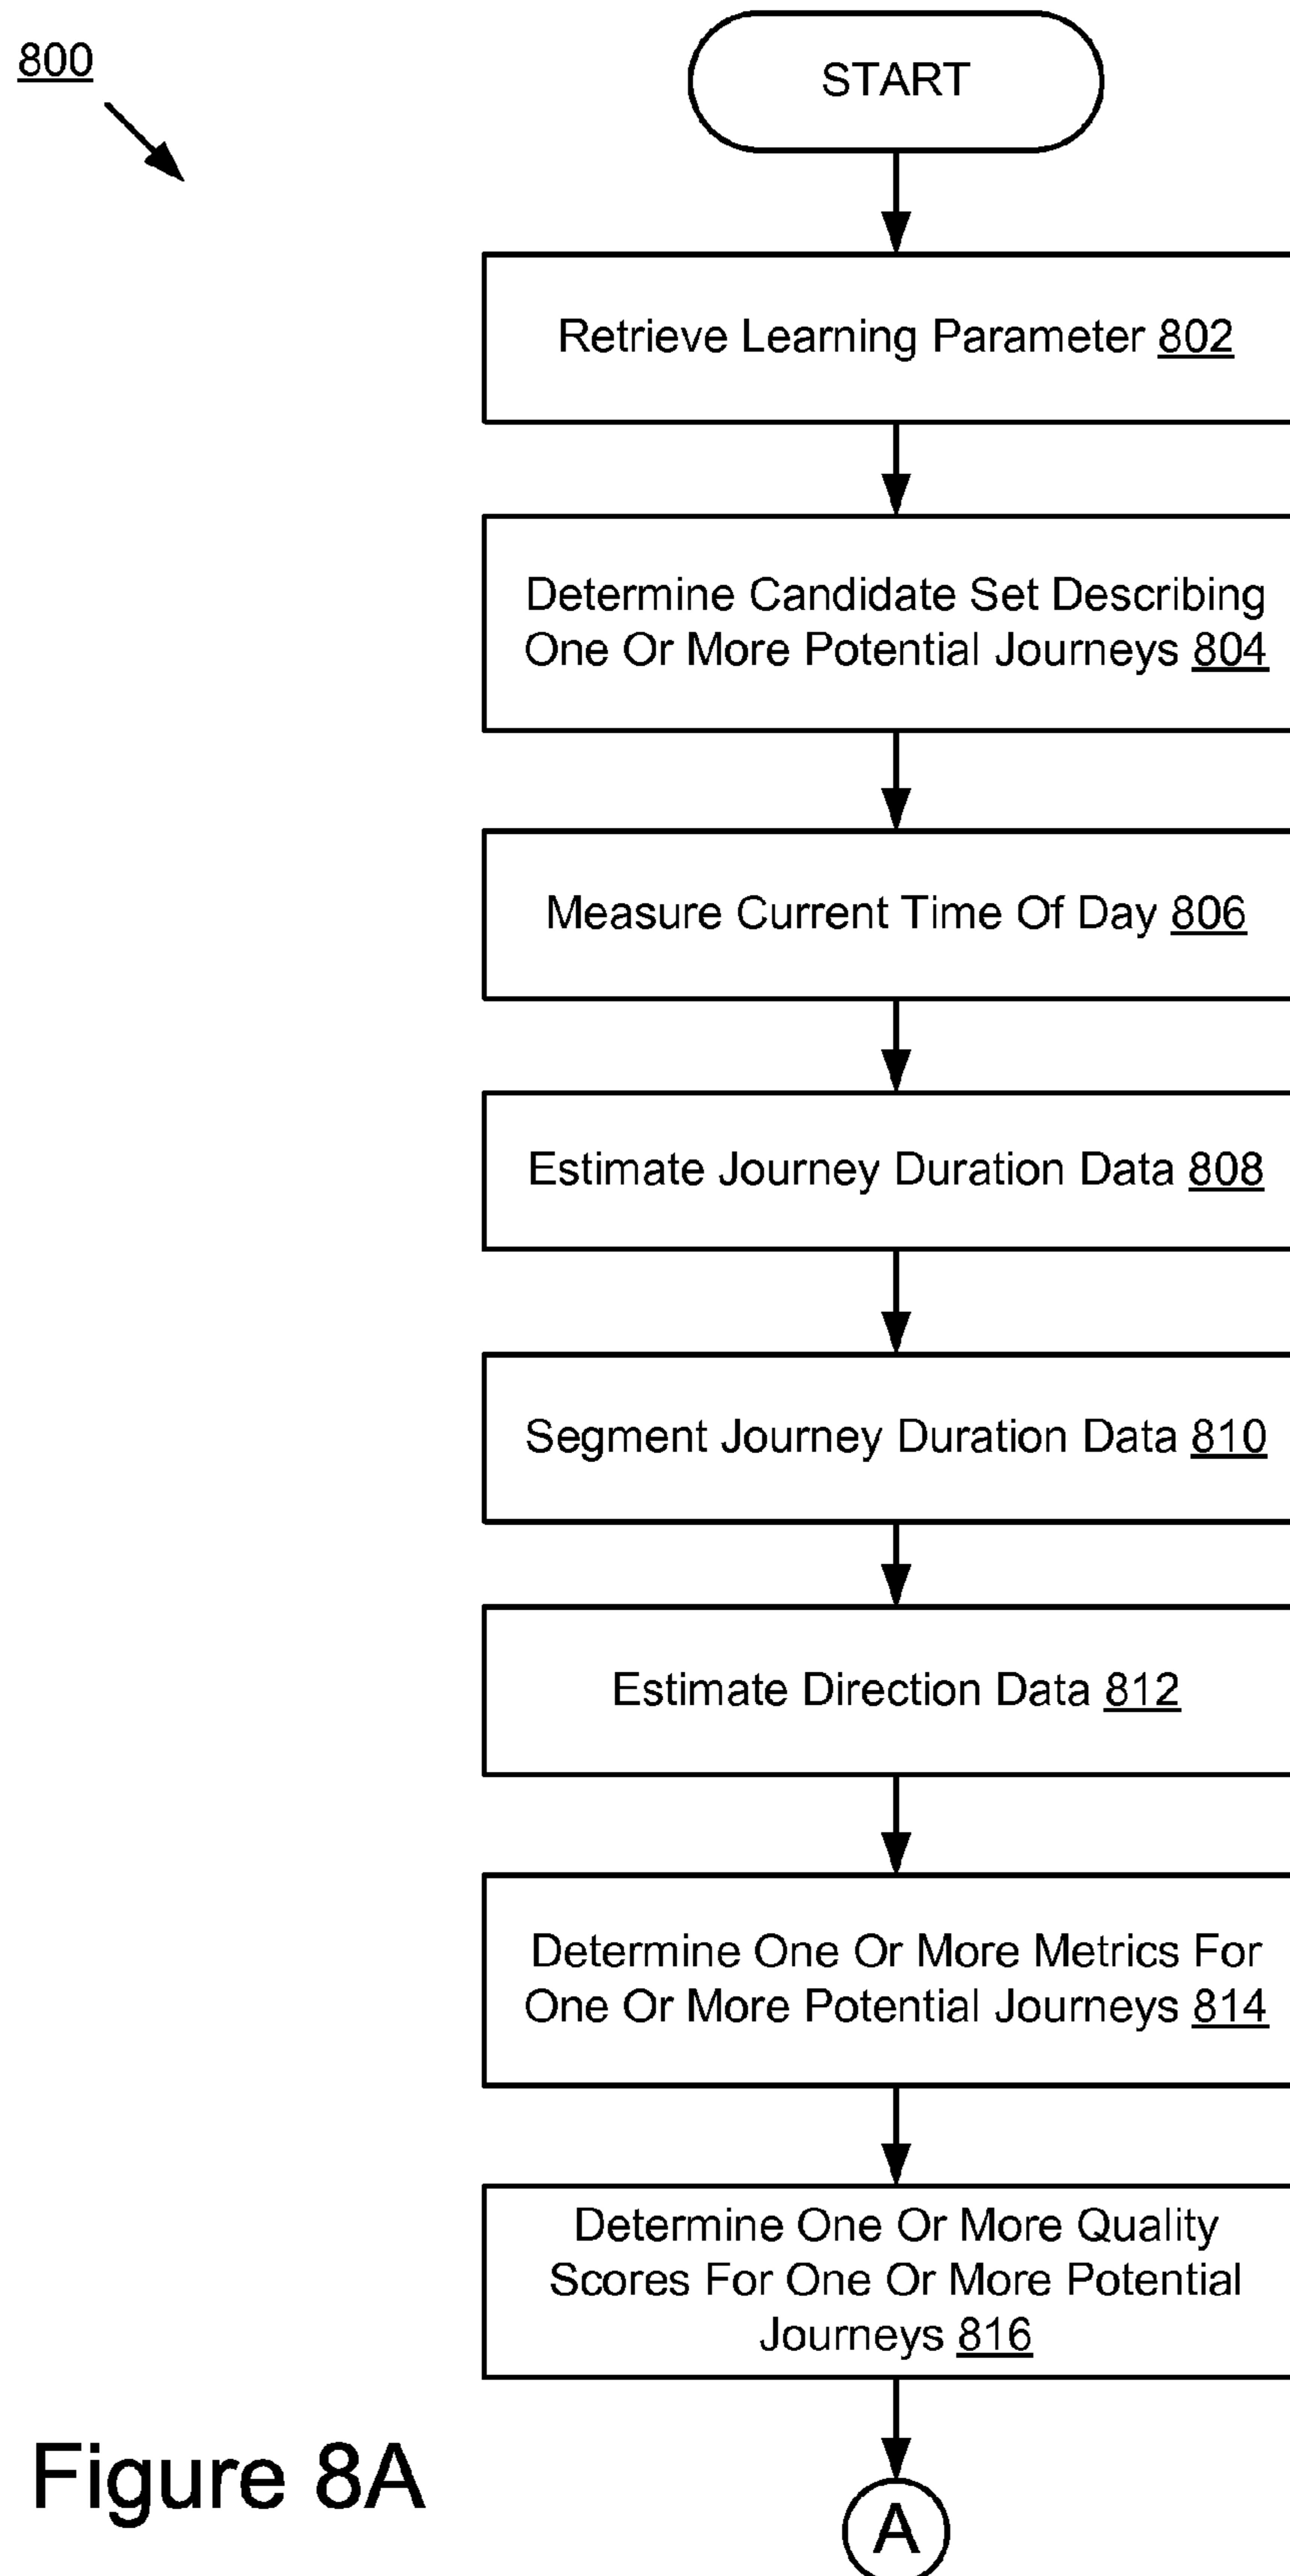 800
START
Retrieve Learning Parameter 802
Determine Candidate Set Describing
One Or More Potential Journeys 804
Measure Current Time Of Day 806
Estimate Journey Duration Data 808
Segment Journey Duration Data 810
Estimate Direction Data 812
Determine One Or More Metrics For
One Or More Potential Journeys 814
Determine One Or More Quality
Scores For One Or More Potential
Journeys 816
Figure 8A
A